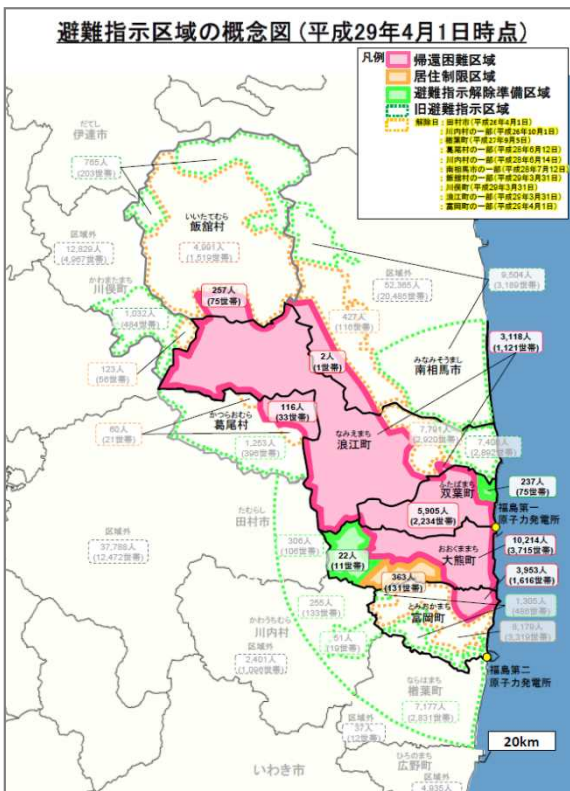 避難指示区域の概念図(平成29年4月1日時点)
凡例
帰還困難区域
居住制限区域
避難指示解除準備区域
旧避難指示区域
解除日:田村市(平成26年4月1日)
:川内村の一部(平成26年10月1日)
:楢葉町(平成27年9月5日)
:葛尾村の一部(平成28年6月12日)
:川内村の一部(平成28年6月14日)
:南相馬市の一部(平成28年7月12日)
:飯舘村の一部(平成29年3月31日)
:川俣町(平成29年3月31日)
:浪江町の一部(平成29年3月31日)
:富岡町の一部(平成29年4月1日)
だてし
伊達市
765人
(203世帯)
いいたてむら
飯舘村
4,991人
(1,519世帯)
区域外
12,829人
(4,967世帯)
かわまたまち
川俣町
257人
(75世帯)
区域外
52,365人
(20,485世帯)
9,504人
1,032人
427人
(116世帯)
みなみそうまし
南相馬市
3,118人
(1,121世帯)
2人
(1世帯)
123人
(56世帯)
116人
(33世帯)
かつらおむら
葛尾村
なみえまち
浪江町
60人
(21世帯)
7,791人
(2,920世帯)
1,253人
ふたばまち
双葉町
237人
(75世帯)
たむらし
田村市
5,905人
(2,234世帯)
福島第一
原子力発電所
306人
(106世帯)
おおくままち
大熊町
10,214人
(3,715世帯)
区域外
37,788人
(12,472世帯)
22人
(11世帯)
363人
(131世帯)
3,953人
(1,616世帯)
(133世帯)
とみおかまち
富岡町
1,305人
かわうちむら
川内村
51人
(19世帯)
(3,319世帯)
区域外
2,401人
福島第二
原子力発電所
ならはまち
楢葉町
7,177人
(2,831世帯)
区域外
37人
(12世帯)
20km
いわき市
ひろのまち
広野町
区域外
4,935人